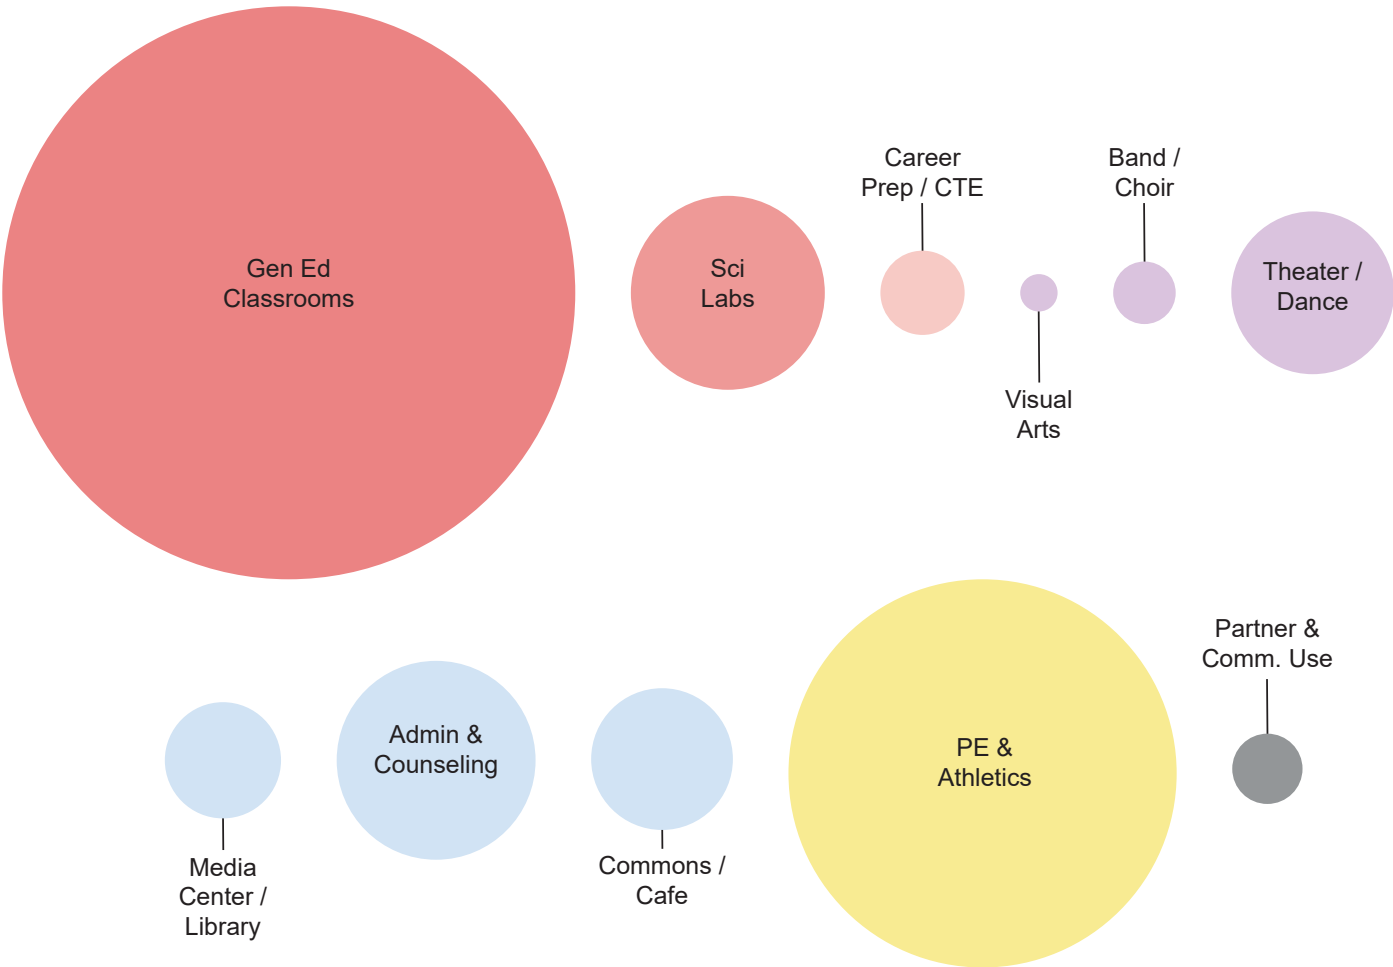 Gen Ed
Classrooms
Sci
Labs
Career
Prep / CTE
Visual
Arts
Band /
Choir
Theater /
Dance
Media
Center /
Library
Admin &
Counseling
Commons /
Cafe
PE &
Athletics
Partner &
Comm. Use